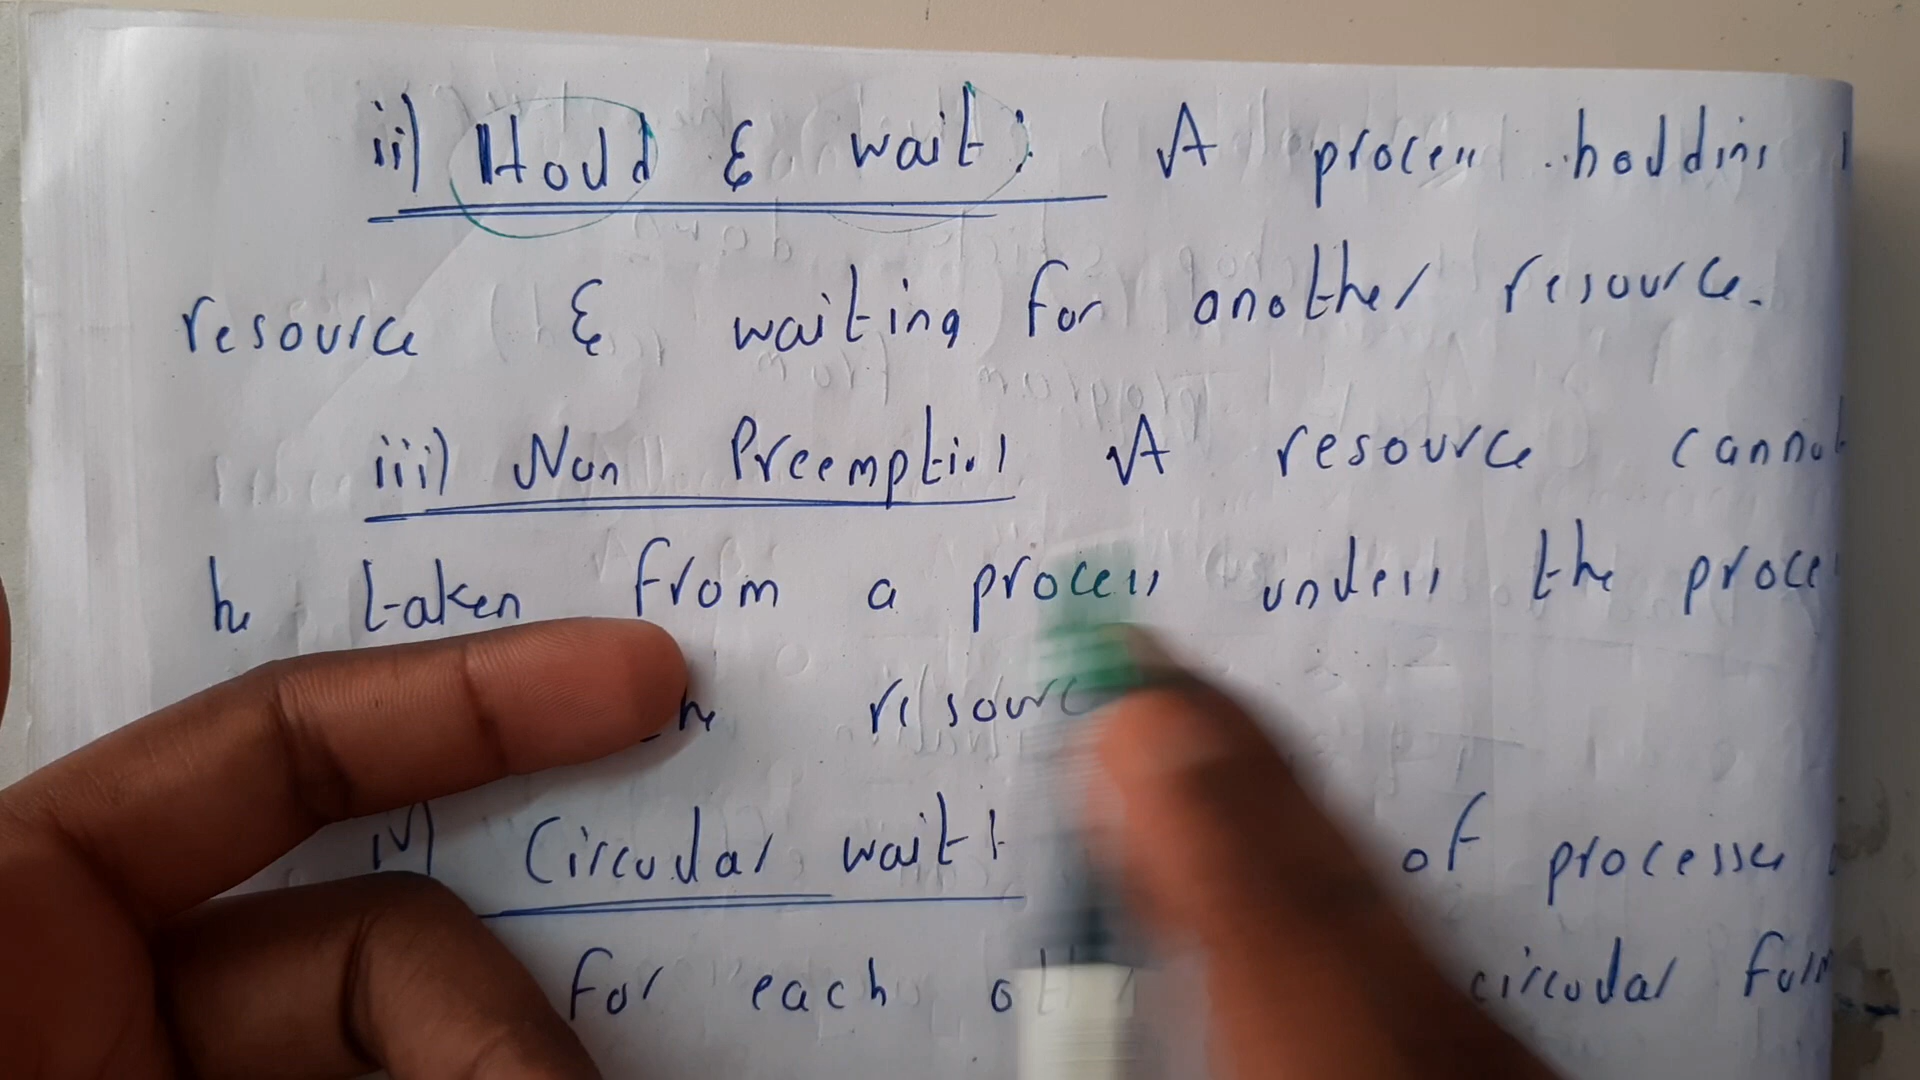 ii) Hold & wait: A process holding
resource & waiting for another resource.
iii) Non Preemption A resource cannot
be taken from a process unless the proce
resource
iv) Circular wait: of processes
for each circular form